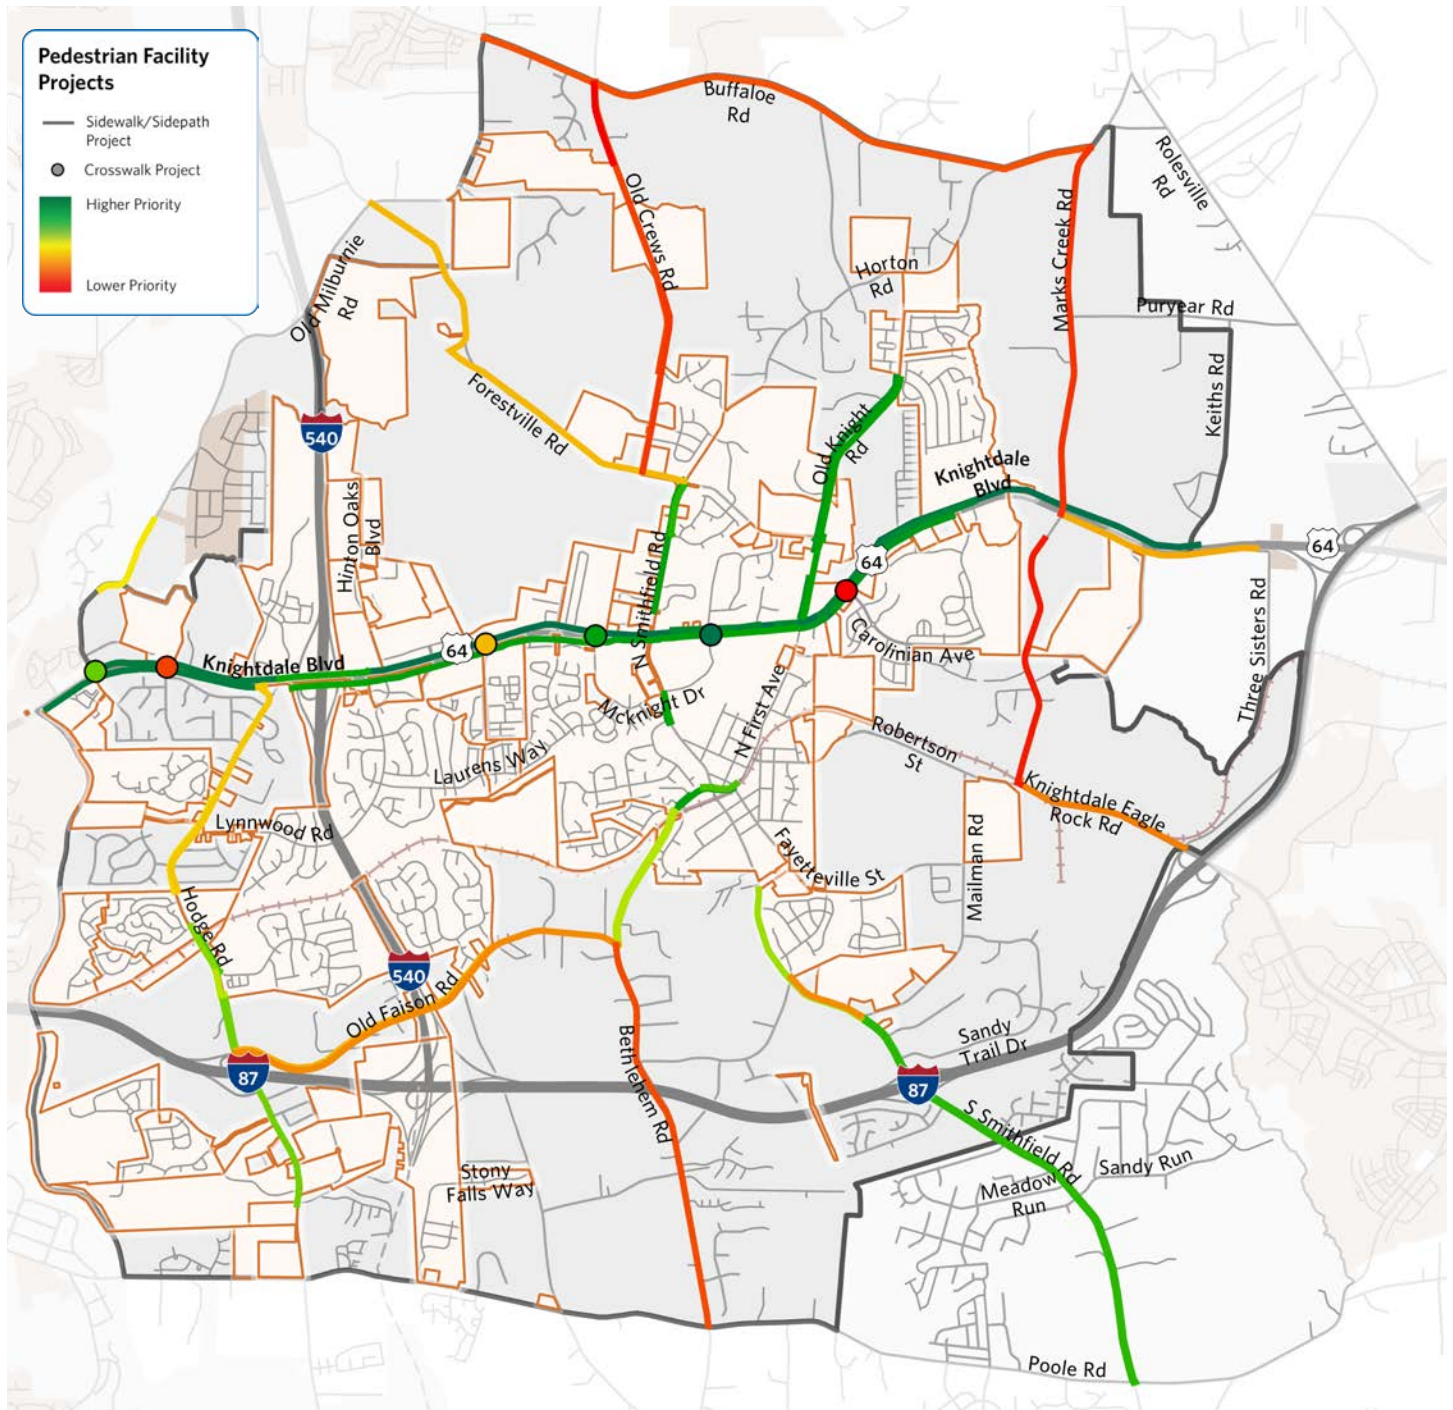 Pedestrian Facility
Projects
Sidewalk/Sidepath
Project
Crosswalk Project
Higher Priority
Lower Priority
Buffaloe
Rd
Rolesville
Rd
Old Crews Rd
Marks Creek Rd
Old Milburnie
Rd
Horton
Rd
Puryear Rd
Keiths Rd
Forestville Rd
540
Old Knight
Rd
Knightdale
Blvd
Hinton Oaks
Blvd
N Smithfield Rd
64
64
Three Sisters Rd
Carolinian Ave
64
Knightdale Blvd
Mcknight Dr
N First Ave
Robertson
St
Laurens Way
Knightdale Eagle
Rock Rd
Lynnwood Rd
Mailman Rd
Fayetteville St
Hodge Rd
540
Old Faison Rd
Sandy
Trail Dr
Bethlehem Rd
87
87
S Smithfield Rd
Sandy Run
Meadow
Run
Stony
Falls Way
Poole Rd